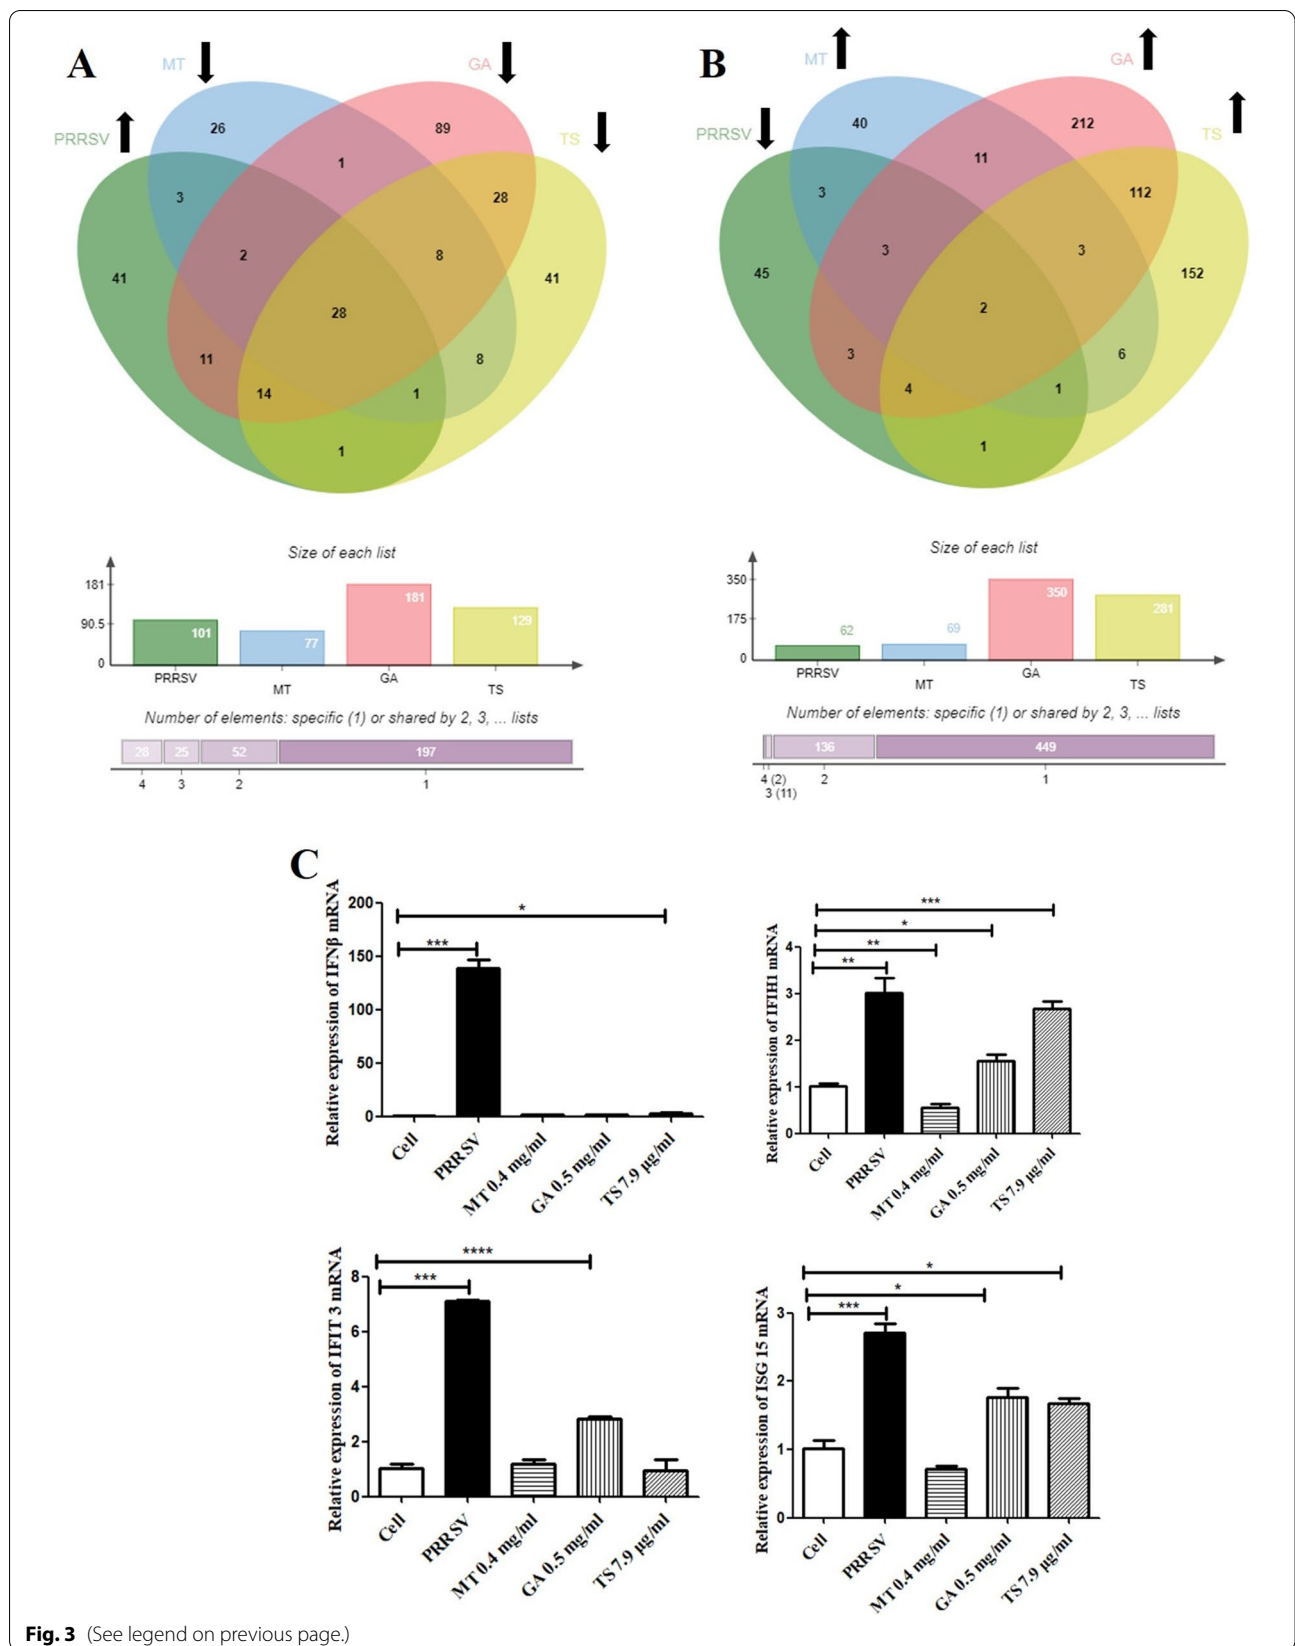 A
MT
GA
PRRSV
TS
26
89
1
3
28
2
8
41
41
28
11
8
14
1
1
Size of each list
181
90.5
0
101
77
181
129
PRRSV
MT
GA
TS
Number of elements: specific (1) or shared by 2, 3, ... lists
28 25 52 197
4 3 2 1
B
MT
GA
PRRSV
TS
40
212
11
3
112
3
3
45
152
2
3
6
4
1
1
Size of each list
350
175
0
62
69
350
281
PRRSV
MT
GA
TS
Number of elements: specific (1) or shared by 2, 3, ... lists
136 449
4 (2) 2 1
3 (11)
C
Relative expression of IFNβ mRNA
200
150
100
50
0
*
***
Cell
PRRSV
MT 0.4 mg/ml
GA 0.5 mg/ml
TS 7.9 µg/ml
Relative expression of IFIH1 mRNA
4
3
2
1
0
***
*
**
**
Cell
PRRSV
MT 0.4 mg/ml
GA 0.5 mg/ml
TS 7.9 µg/ml
Relative expression of IFIT 3 mRNA
8
6
4
2
0
****
***
Cell
PRRSV
MT 0.4 mg/ml
GA 0.5 mg/ml
TS 7.9 µg/ml
Relative expression of ISG 15 mRNA
3
2
1
0
*
*
***
Cell
PRRSV
MT 0.4 mg/ml
GA 0.5 mg/ml
TS 7.9 µg/ml
Fig. 3 (See legend on previous page.)